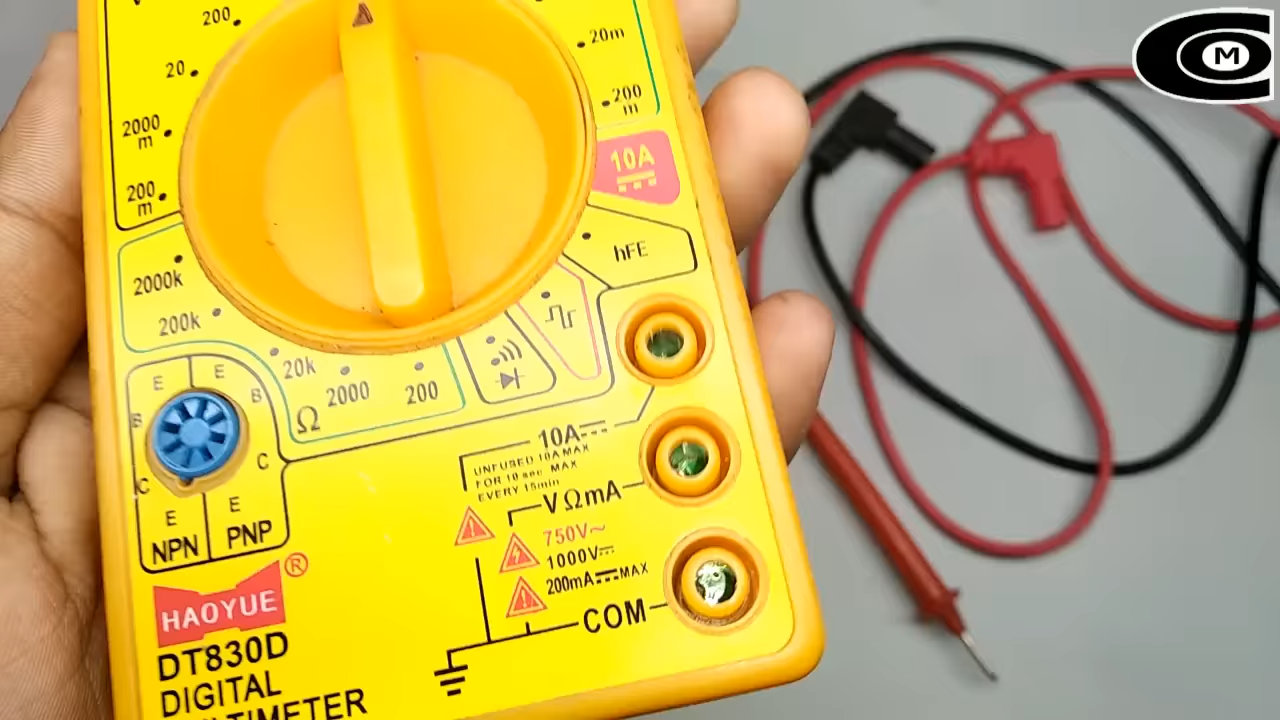 M
200
20
2000
m
200
m
20m
200
m
10A
hFE
2000k
200k
20k
2000
200
Ω
E
E
B
B
C
C
E
E
NPN
PNP
10A
UNFUSED 10A MAX
FOR 10 sec MAX
EVERY 15min
VΩmA
750V~
1000V
200mA MAX
COM
HAOYUE®
DT830D
DIGITAL